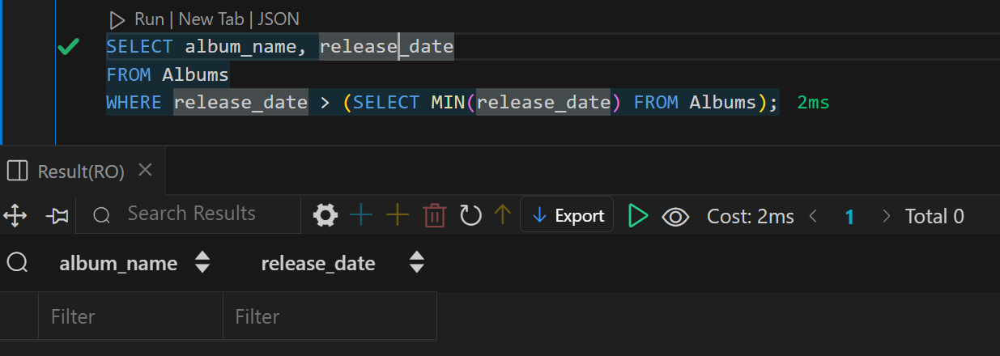 Run | New Tab | JSON
SELECT album_name, release_date
FROM Albums
WHERE release_date > (SELECT MIN(release_date) FROM Albums); 2ms
Result(RO)
Search Results Export Cost: 2ms 1 Total 0
album_name release_date
Filter Filter